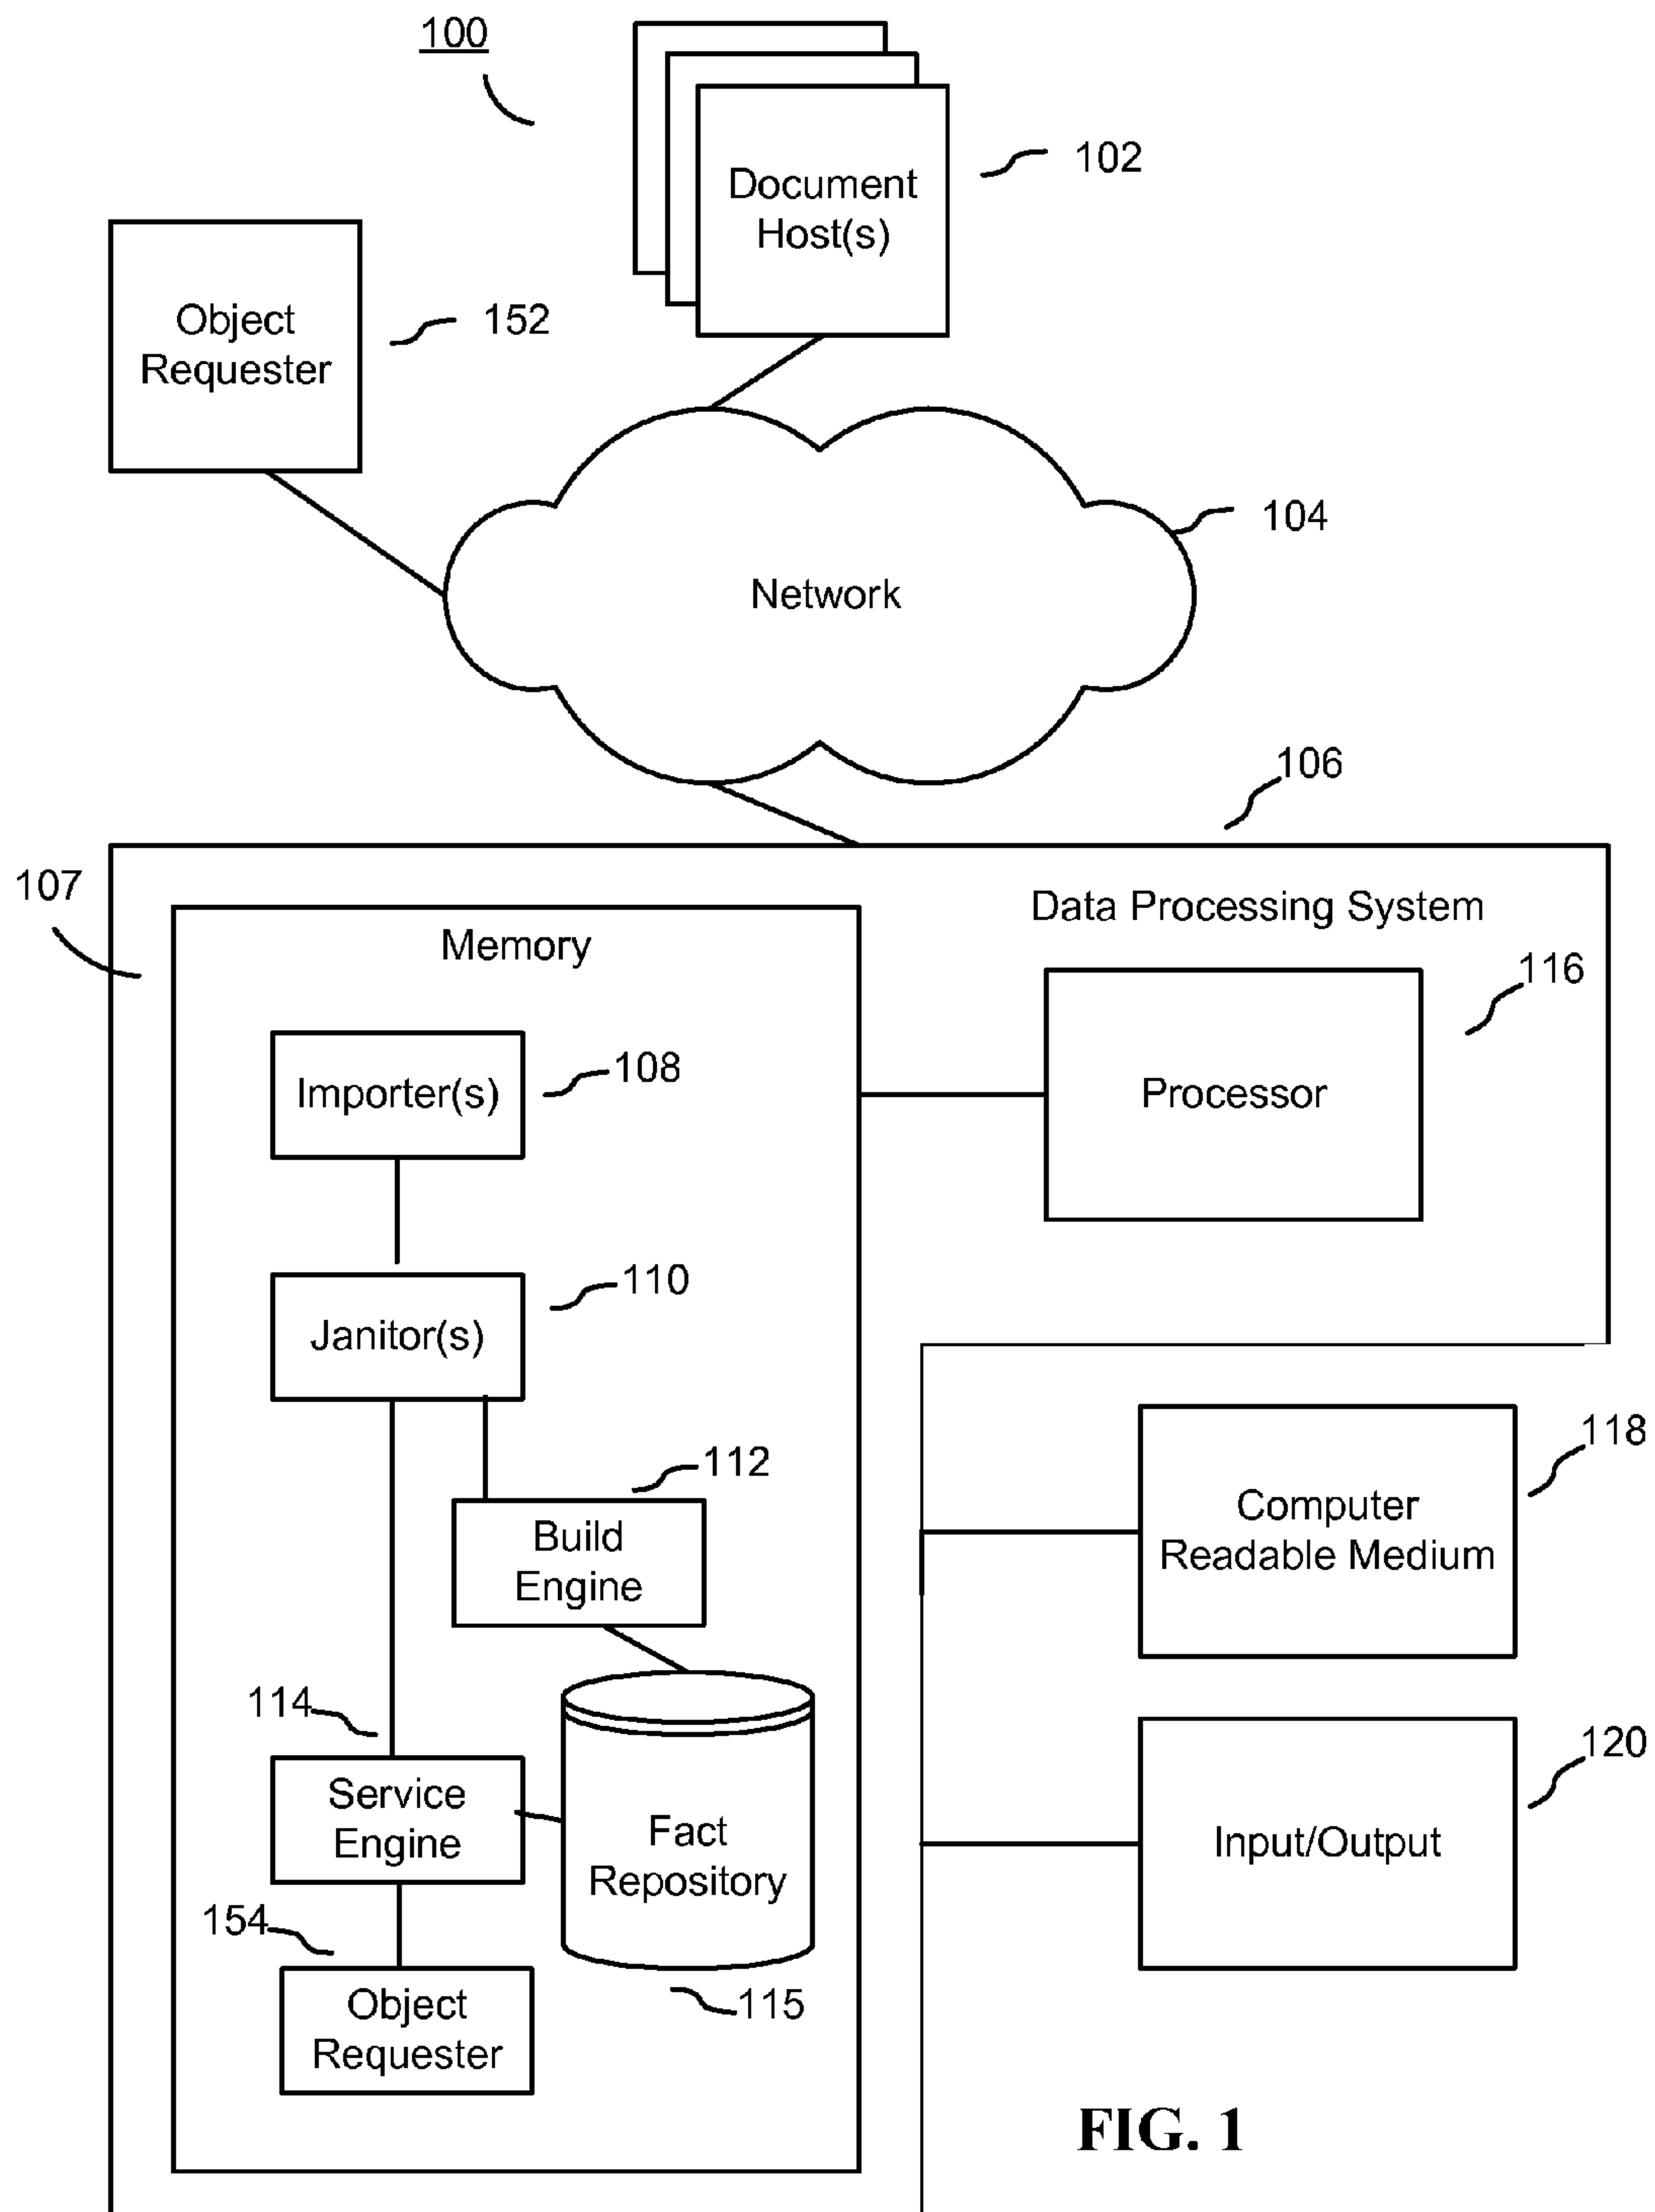 100
Document
Host(s)
102
Object
Requester
152
104
Network
106
107
Data Processing System
Memory
116
Importer(s)
108
Processor
Janitor(s)
110
118
112
Build
Engine
Computer
Readable Medium
114
120
Service
Engine
Fact
Repository
Input/Output
154
Object
Requester
115
FIG. 1